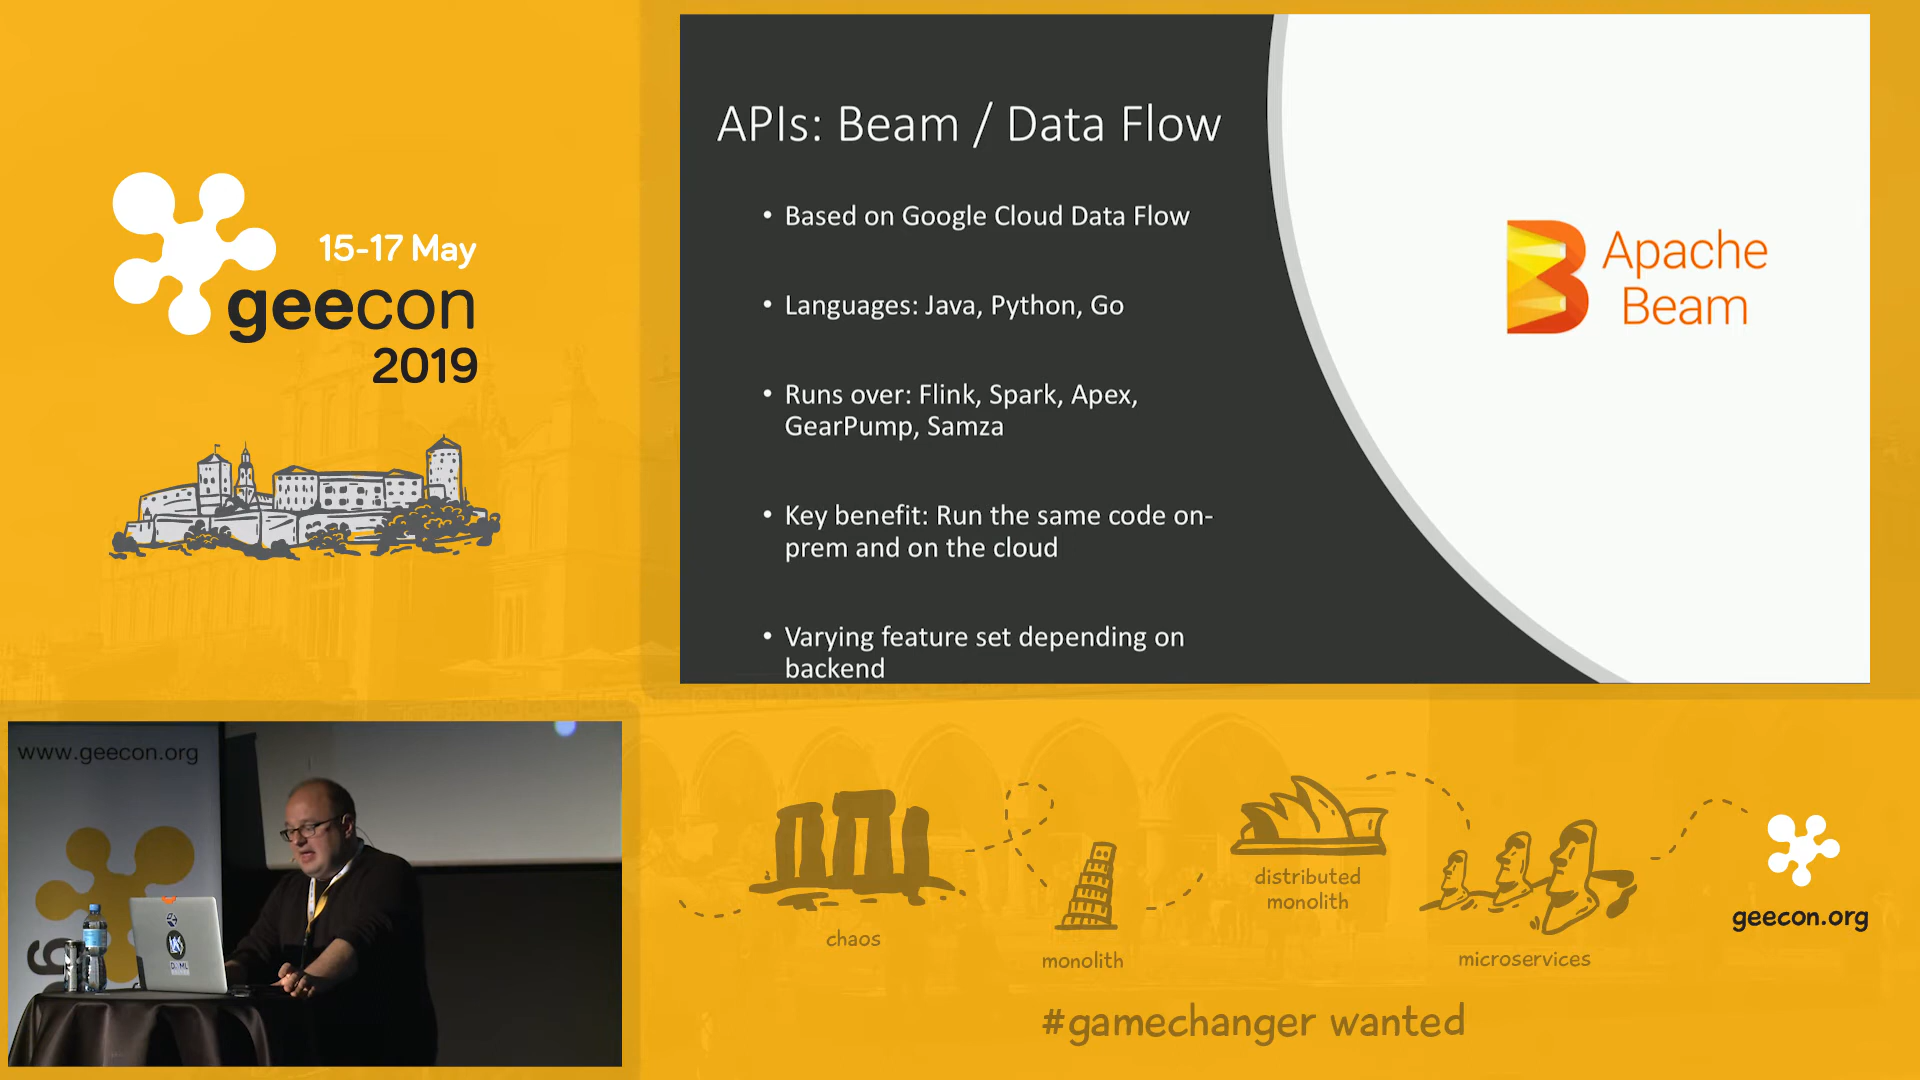 15-17 May
geecon
2019
APIs: Beam / Data Flow
• Based on Google Cloud Data Flow
• Languages: Java, Python, Go
• Runs over: Flink, Spark, Apex,
GearPump, Samza
• Key benefit: Run the same code on-
prem and on the cloud
• Varying feature set depending on
backend
Apache
Beam
www.geecon.org
g
chaos
monolith
distributed
monolith
microservices
geecon.org
#gamechanger wanted